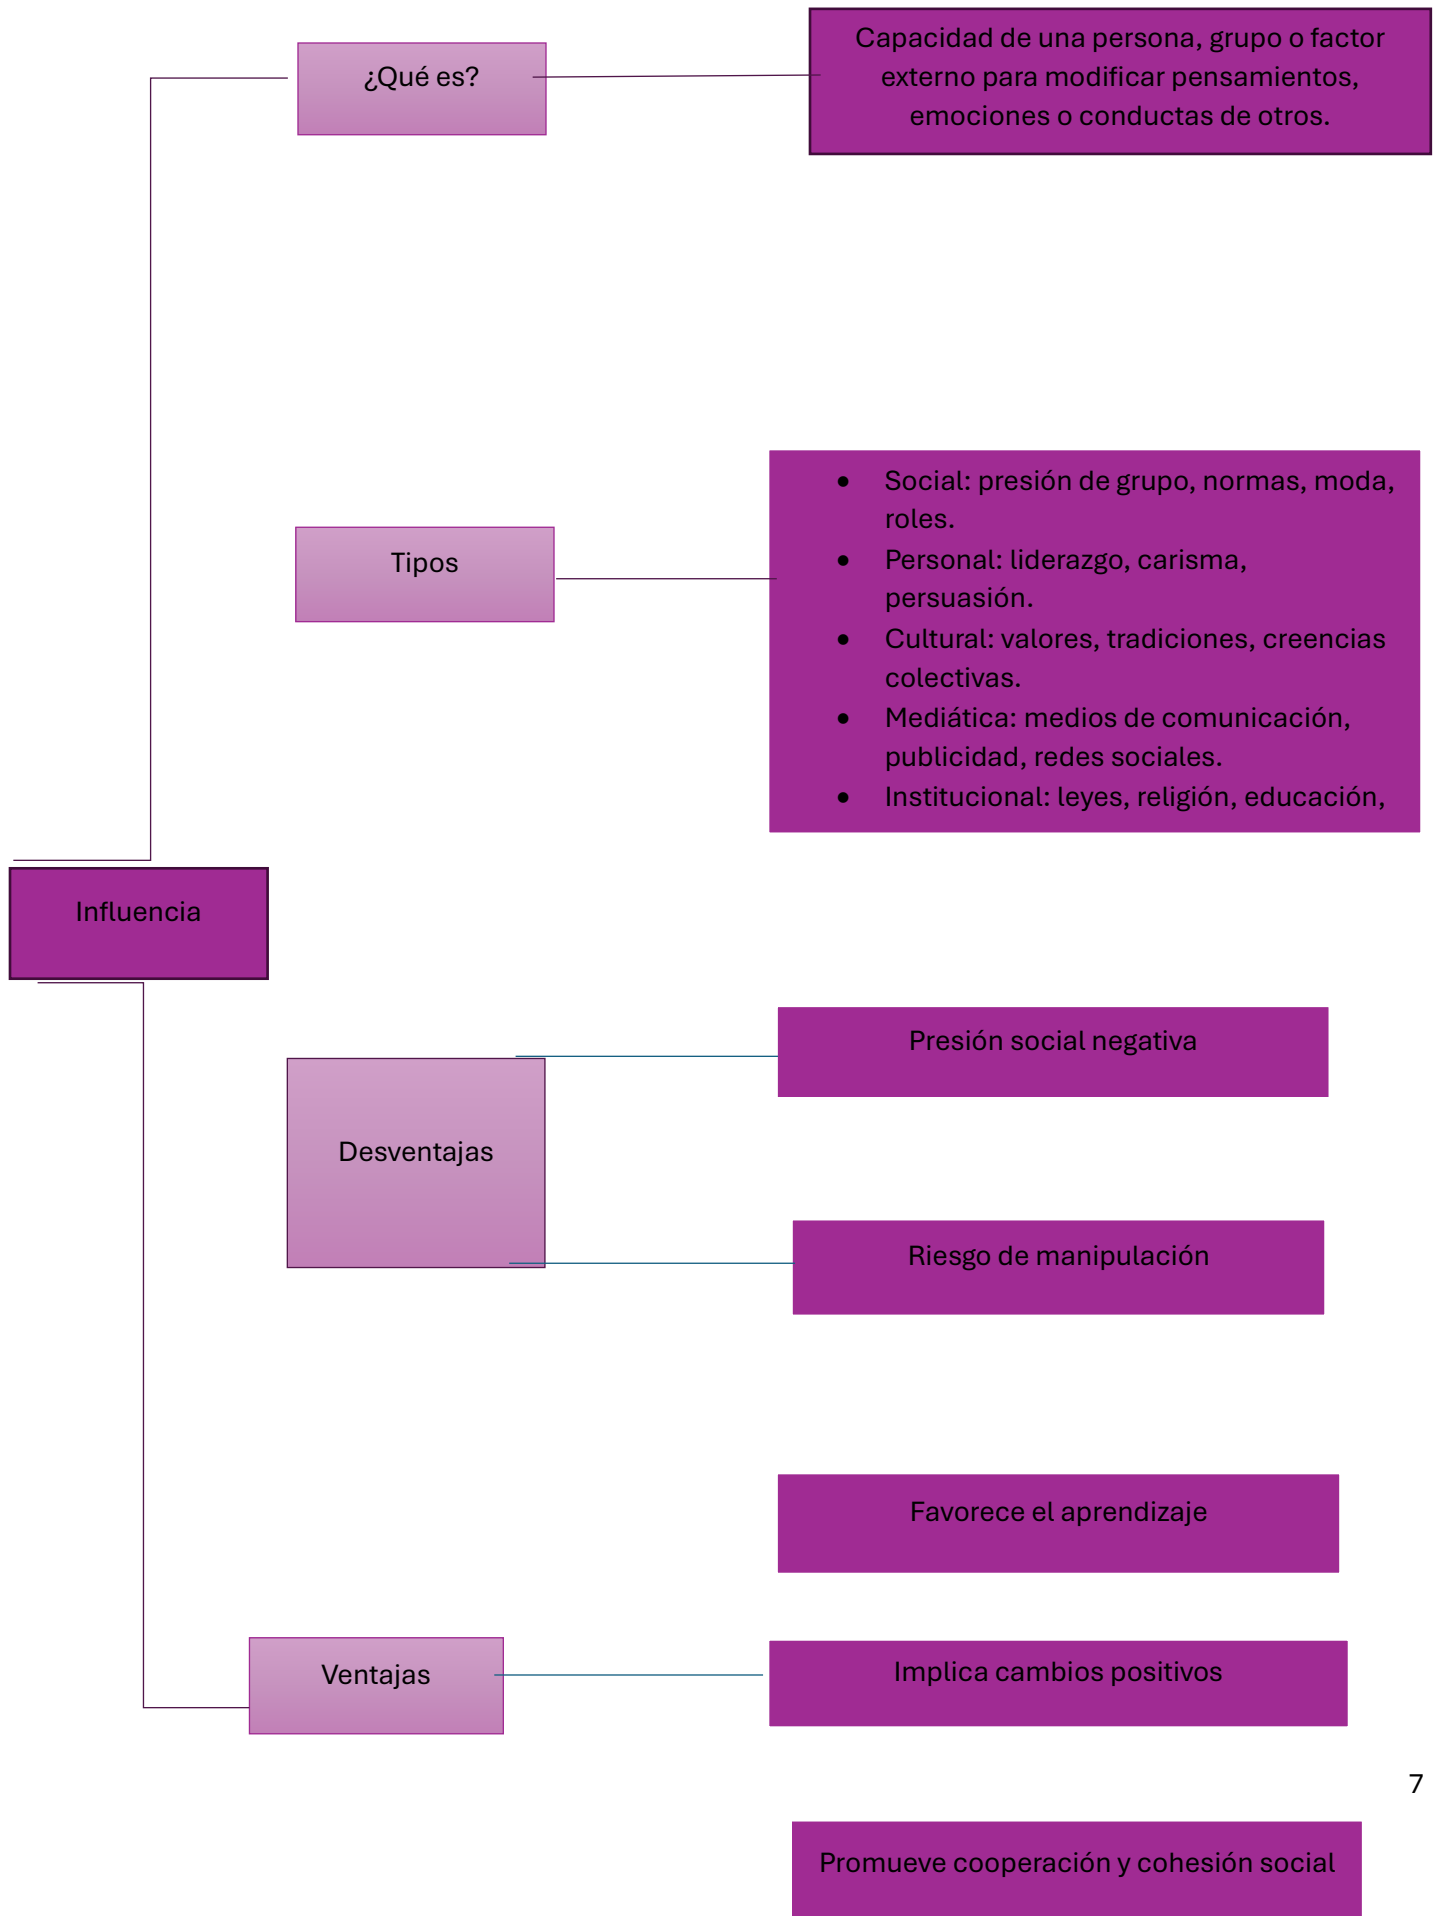 ¿Qué es?
Capacidad de una persona, grupo o factor
externo para modificar pensamientos,
emociones o conductas de otros.
Tipos
• Social: presión de grupo, normas, moda,
roles.
• Personal: liderazgo, carisma,
persuasión.
• Cultural: valores, tradiciones, creencias
colectivas.
• Mediática: medios de comunicación,
publicidad, redes sociales.
• Institucional: leyes, religión, educación,
Influencia
Desventajas
Presión social negativa
Riesgo de manipulación
Ventajas
Favorece el aprendizaje
Implica cambios positivos
Promueve cooperación y cohesión social
7